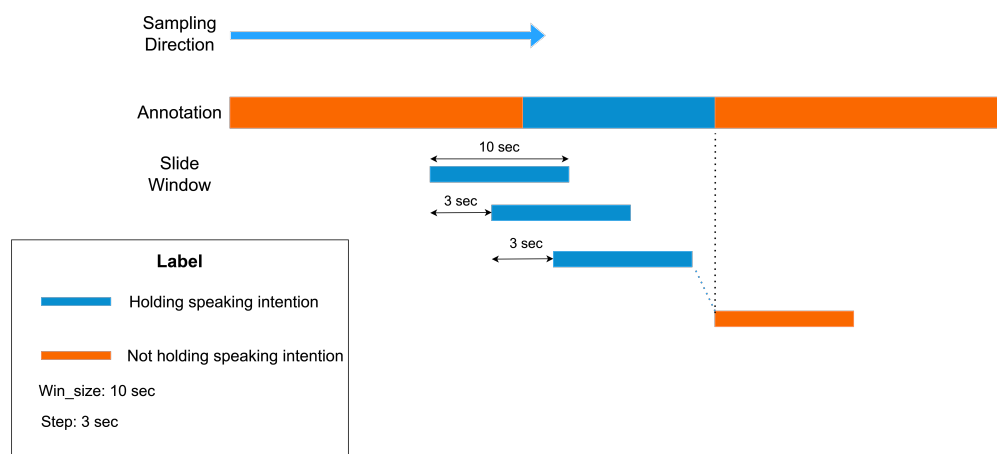 Sampling
Direction
Annotation
Slide
Window
10 sec
3 sec
3 sec
Label
Holding speaking intention
Not holding speaking intention
Win_size: 10 sec
Step: 3 sec